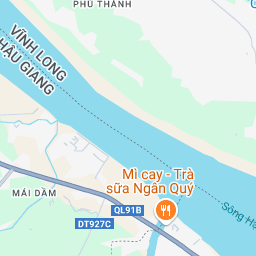 PHÚ THÀNH
VĨNH LONG
HẬU GIANG
Mì cay - Trà
sữa Ngân Quý
MÁI DẦM
QL91B
DT927C
Sông